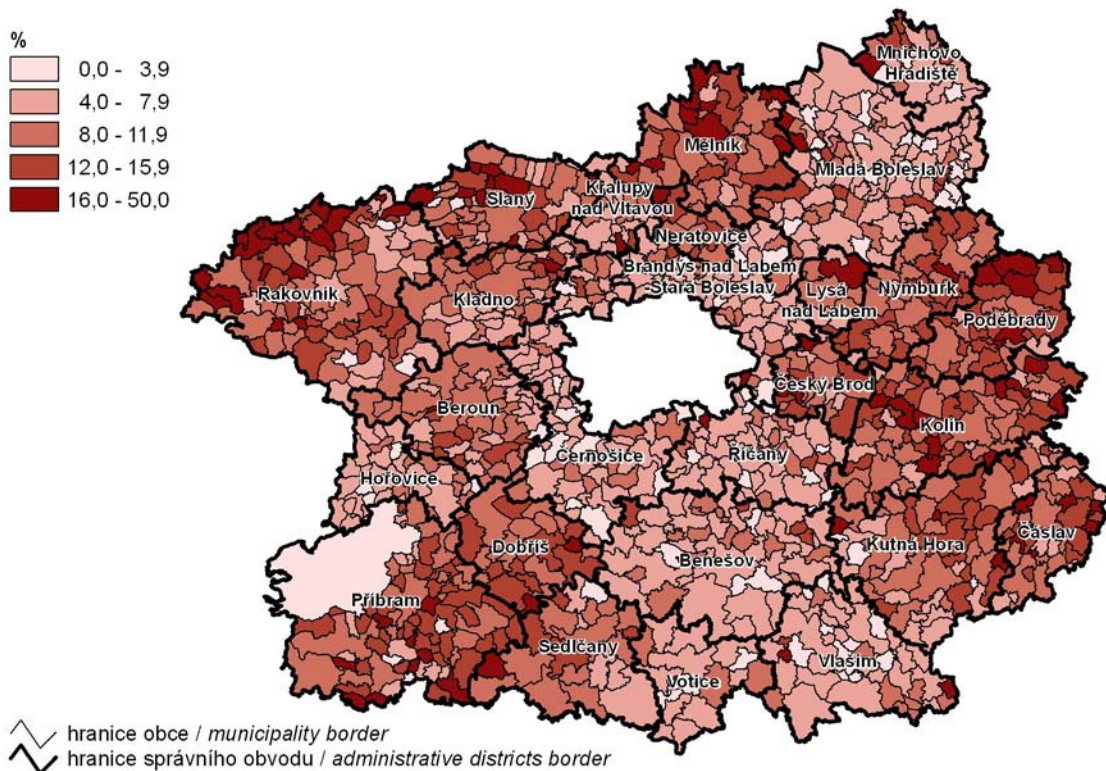 %
0,0 - 3,9
4,0 - 7,9
8,0 - 11,9
12,0 - 15,9
16,0 - 50,0
Mnichovo
Hradiště
Mělník
Mladá Boleslav
Slaný
Kralupy
nad Vltavou
Neratovice
Brandýs nad Labem
Stará Boleslav
Rakovník
Kladno
Lysá
nad Labem
Nymburk
Poděbrady
Český Brod
Beroun
Kolín
Černošice
Říčany
Hořovice
Dobříš
Benešov
Kutná Hora
Čáslav
Příbram
Sedlčany
Votice
Vlašim
hranice obce / municipality border
hranice správního obvodu / administrative districts border